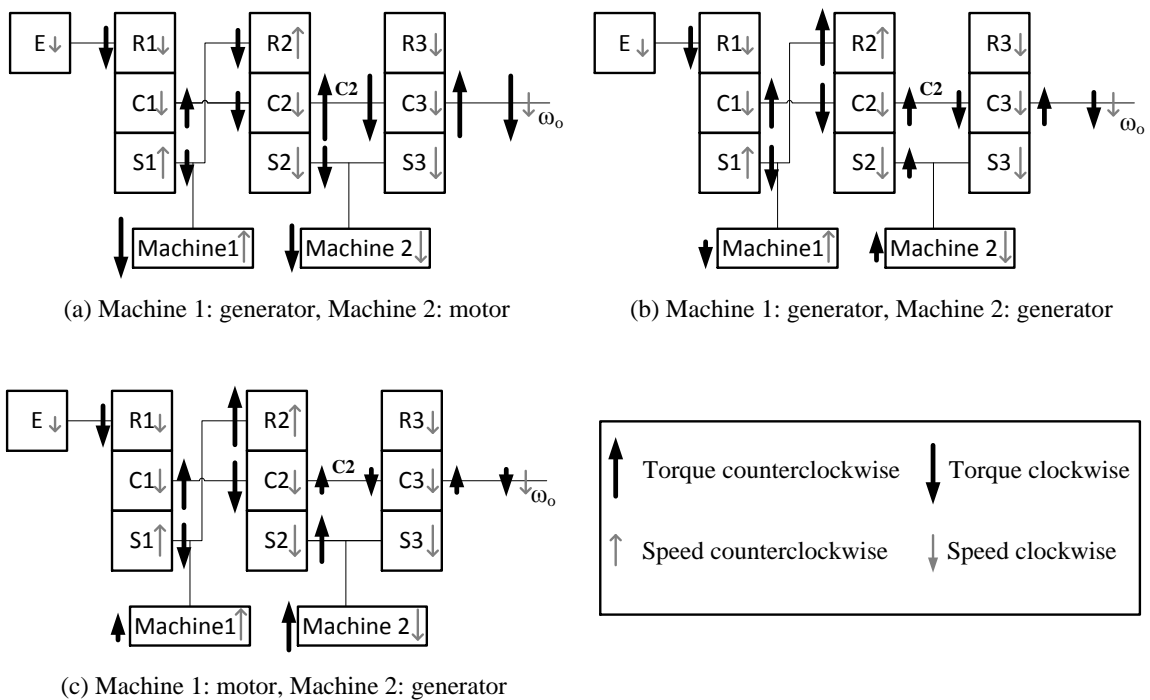 E R1 R2 R3
C1 C2 C2 C3 ωo
S1 S2 S3
Machine1 Machine 2
(a) Machine 1: generator, Machine 2: motor
E R1 R2 R3
C1 C2 C2 C3 ωo
S1 S2 S3
Machine1 Machine 2
(b) Machine 1: generator, Machine 2: generator
E R1 R2 R3
C1 C2 C2 C3 ωo
S1 S2 S3
Machine1 Machine 2
(c) Machine 1: motor, Machine 2: generator
Torque counterclockwise Torque clockwise
Speed counterclockwise Speed clockwise